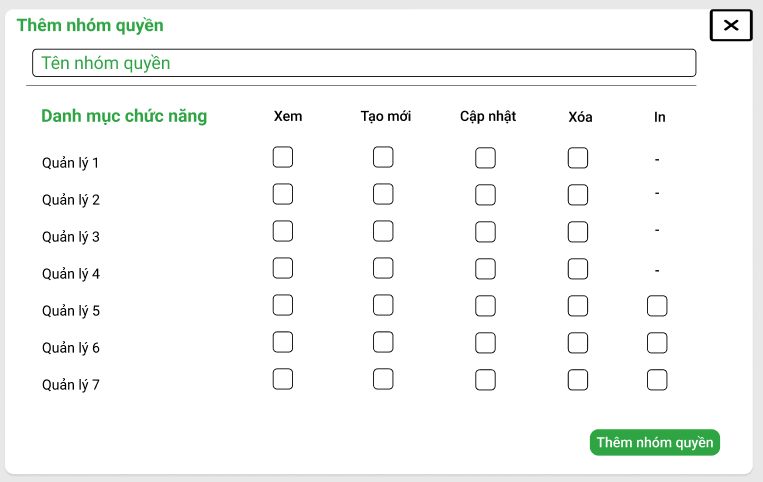 Thêm nhóm quyền
Tên nhóm quyền
Danh mục chức năng Xem Tạo mới Cập nhật Xóa In
Quản lý 1 -
Quản lý 2 -
Quản lý 3 -
Quản lý 4 -
Quản lý 5
Quản lý 6
Quản lý 7
Thêm nhóm quyền